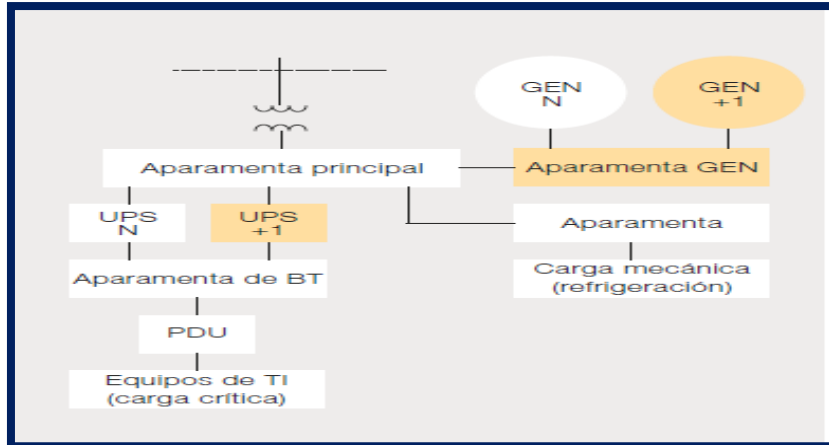 GEN
N
GEN
+1
Aparamenta principal
Aparamenta GEN
UPS
N
UPS
+1
Aparamenta
Aparamenta de BT
Carga mecánica
(refrigeración)
PDU
Equipos de TI
(carga crítica)